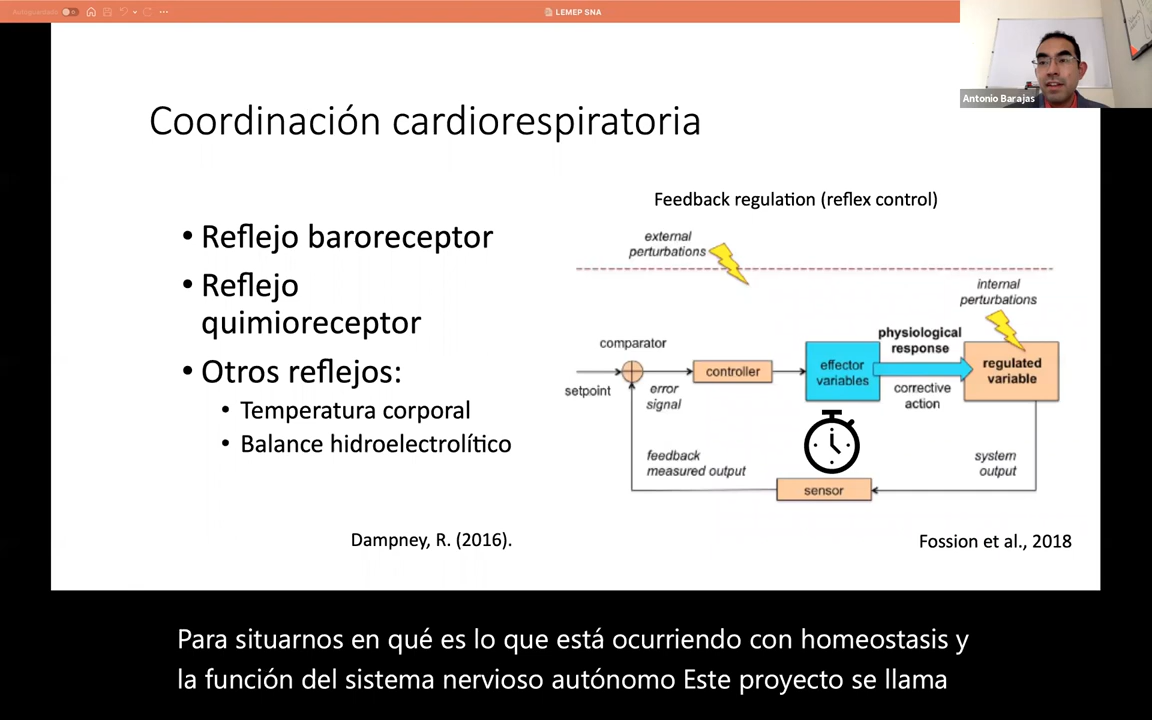 Autoguardado
LEMEP SNA
Antonio Barajas
Coordinación cardiorespiratoria
• Reflejo baroreceptor
• Reflejo
quimioreceptor
• Otros reflejos:
• Temperatura corporal
• Balance hidroelectrolítico
Dampney, R. (2016).
Feedback regulation (reflex control)
external
perturbations
internal
perturbations
comparator
setpoint
error
signal
controller
effector
variables
physiological
response
corrective
action
regulated
variable
feedback
measured output
system
output
sensor
Fossion et al., 2018
Para situarnos en qué es lo que está ocurriendo con homeostasis y
la función del sistema nervioso autónomo Este proyecto se llama